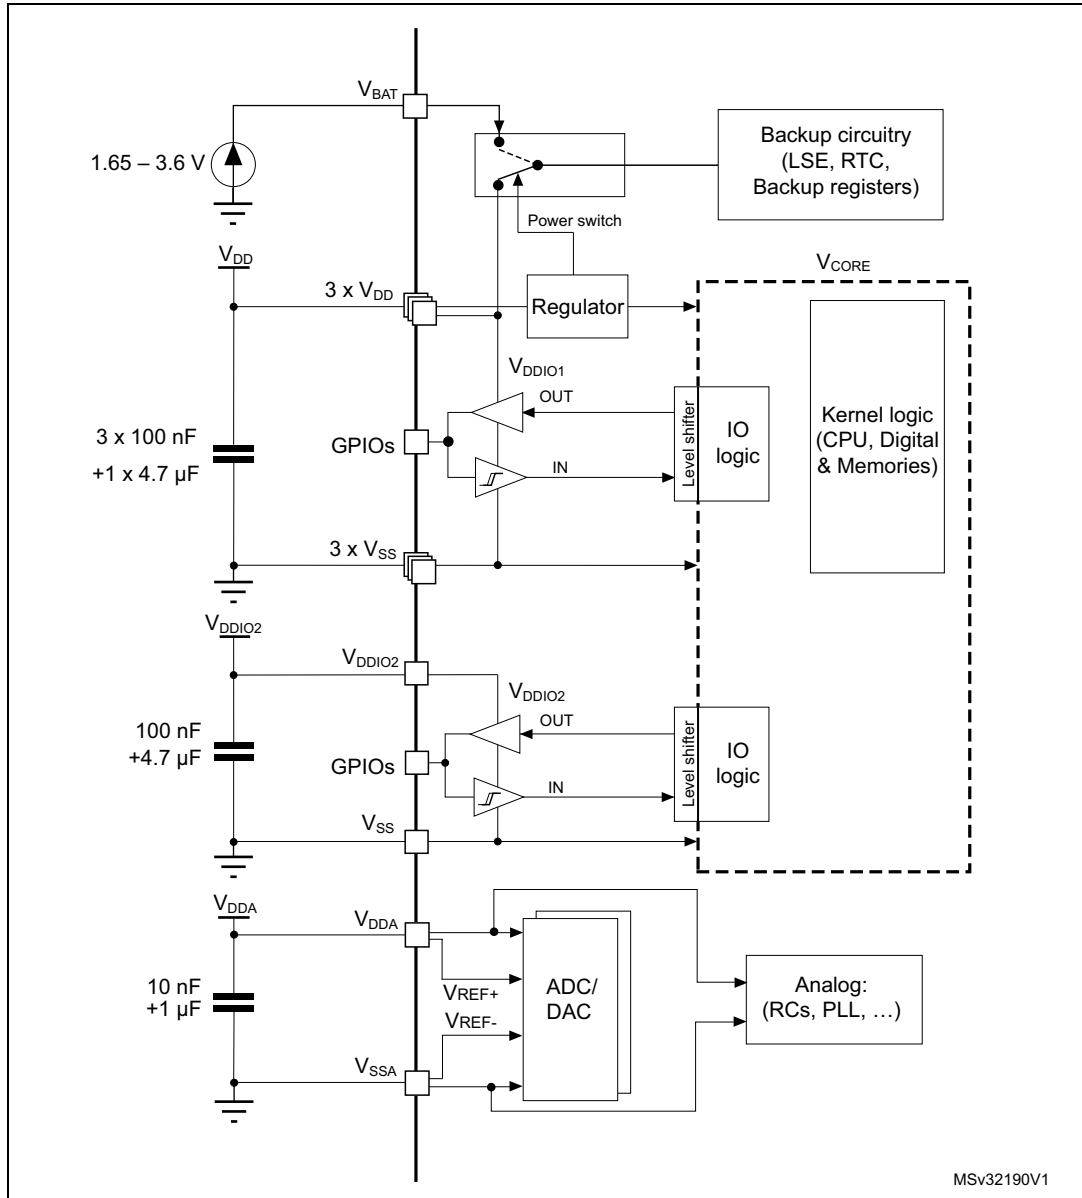 VBAT
1.65 – 3.6 V
Backup circuitry
(LSE, RTC,
Backup registers)
Power switch
VDD
3 x VDD
Regulator
VCORE
VDDIO1
OUT
GPIOs
IN
Level shifter
IO
logic
Kernel logic
(CPU, Digital
& Memories)
3 x 100 nF
+1 x 4.7 μF
3 x VSS
VDDIO2
VDDIO2
VDDIO2
OUT
GPIOs
IN
Level shifter
IO
logic
100 nF
+4.7 μF
VSS
VDDA
VDDA
10 nF
+1 μF
VREF+
VREF-
ADC/
DAC
Analog:
(RCs, PLL, …)
VSSA
MSv32190V1